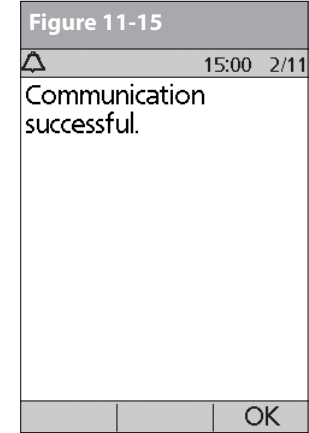 Figure 11-15
15:00 2/11
Communication
successful.
OK